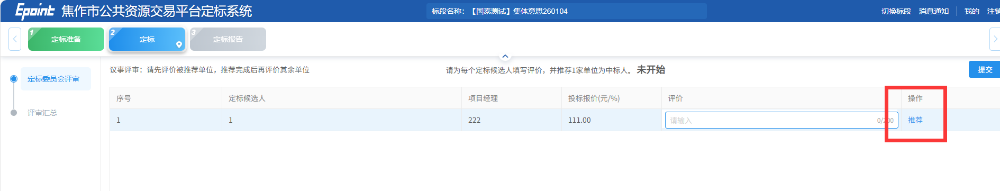 Epoint 焦作市公共资源交易平台定标系统 标段名称：【国泰测试】集体意思260104 切换标段 消息通知 我的 注销
1 定标准备 2 定标 3 定标报告
议事评审：请先评价被推荐单位，推荐完成后再评价其余单位 请为每个定标候选人填写评价，并推荐1家单位为中标人。 未开始 提交
定标委员会评审
评审汇总
序号 定标候选人 项目经理 投标报价(元/%) 评价 操作
1 1 222 111.00 请输入 0/200 推荐